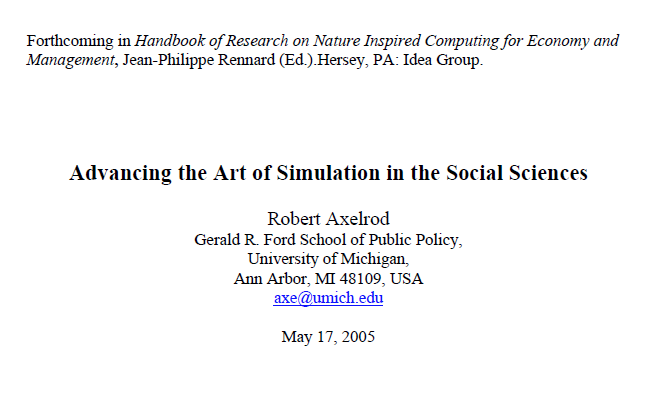 Forthcoming in Handbook of Research on Nature Inspired Computing for Economy and
Management, Jean-Philippe Rennard (Ed.).Hersey, PA: Idea Group.
Advancing the Art of Simulation in the Social Sciences
Robert Axelrod
Gerald R. Ford School of Public Policy,
University of Michigan,
Ann Arbor, MI 48109, USA
axe@umich.edu
May 17, 2005